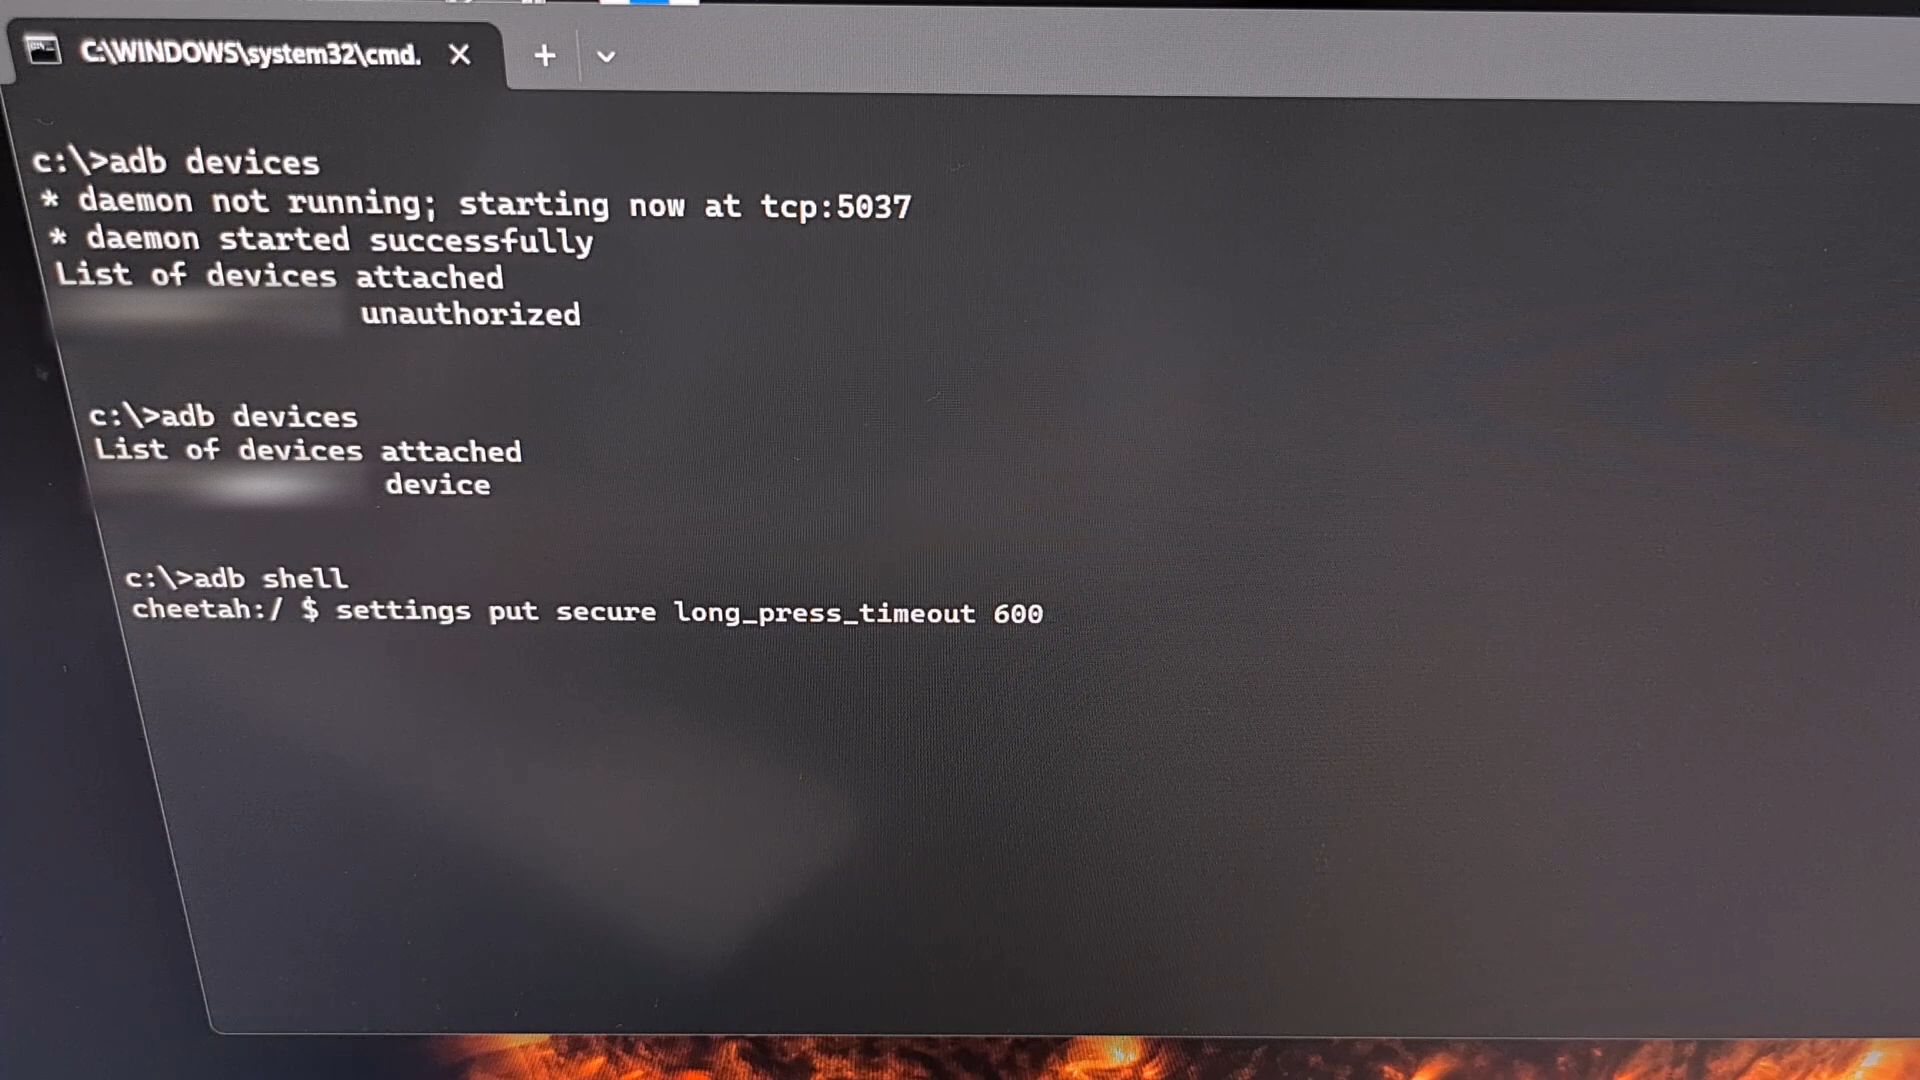 C:\WINDOWS\system32\cmd.
c:\>adb devices
* daemon not running; starting now at tcp:5037
* daemon started successfully
List of devices attached
unauthorized
c:\>adb devices
List of devices attached
device
c:\>adb shell
cheetah:/ $ settings put secure long_press_timeout 600